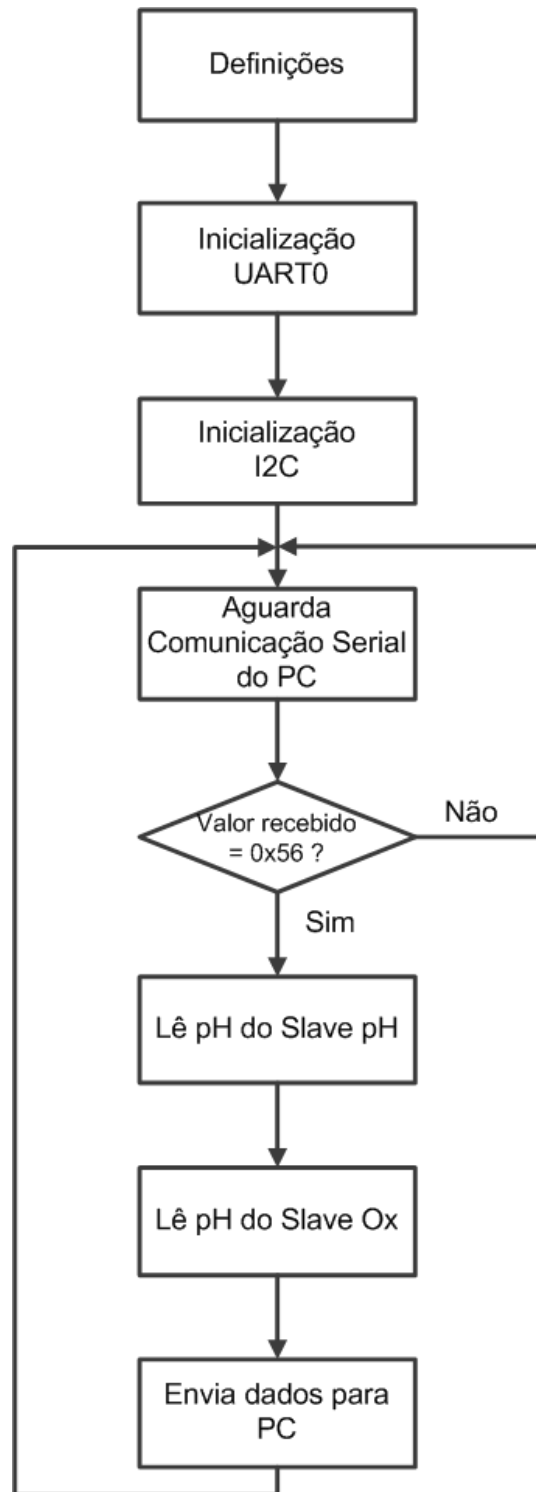 Definições
Inicialização
UART0
Inicialização
I2C
Aguarda
Comunicação Serial
do PC
Valor recebido
= 0x56 ?
Não
Sim
Lê pH do Slave pH
Lê pH do Slave Ox
Envia dados para
PC